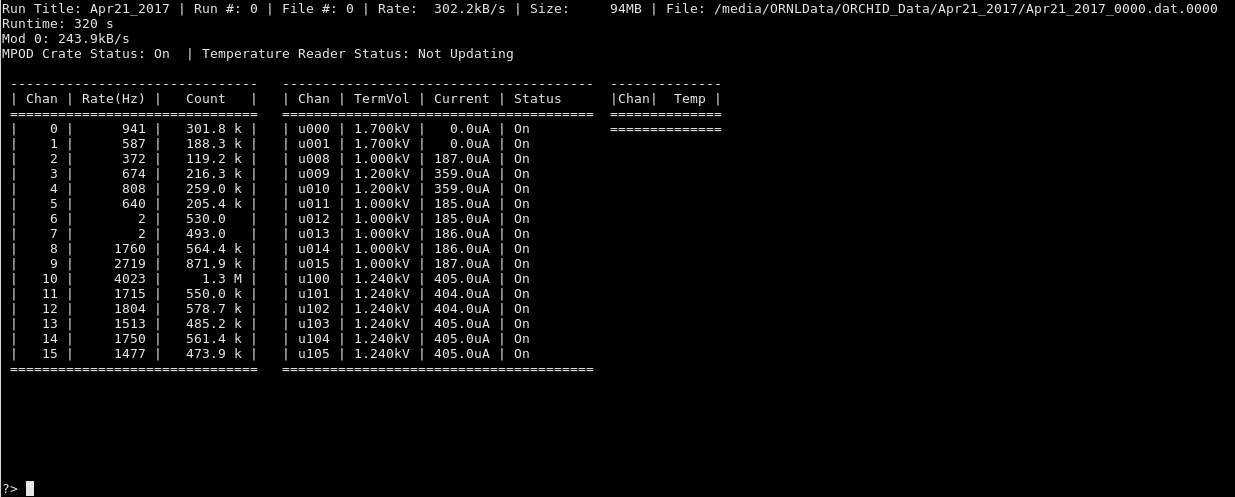 Run Title: Apr21_2017 | Run #: 0 | File #: 0 | Rate:  302.2kB/s | Size:     94MB | File: /media/ORNLData/ORCHID_Data/Apr21_2017/Apr21_2017_0000.dat.0000
Runtime: 320 s
Mod 0: 243.9kB/s
MPOD Crate Status: On  | Temperature Reader Status: Not Updating
-------------------------------   ---------------------------------------  --------------
| Chan | Rate(Hz) |   Count   |   | Chan | TermVol | Current | Status      |Chan|  Temp |
===============================   =======================================  ==============
|    0 |      941 |   301.8 k |   | u000 | 1.700kV |   0.0uA | On          ==============
|    1 |      587 |   188.3 k |   | u001 | 1.700kV |   0.0uA | On
|    2 |      372 |   119.2 k |   | u008 | 1.000kV | 187.0uA | On
|    3 |      674 |   216.3 k |   | u009 | 1.200kV | 359.0uA | On
|    4 |      808 |   259.0 k |   | u010 | 1.200kV | 359.0uA | On
|    5 |      640 |   205.4 k |   | u011 | 1.000kV | 185.0uA | On
|    6 |        2 |   530.0   |   | u012 | 1.000kV | 185.0uA | On
|    7 |        2 |   493.0   |   | u013 | 1.000kV | 186.0uA | On
|    8 |     1760 |   564.4 k |   | u014 | 1.000kV | 186.0uA | On
|    9 |     2719 |   871.9 k |   | u015 | 1.000kV | 187.0uA | On
|   10 |     4023 |     1.3 M |   | u100 | 1.240kV | 405.0uA | On
|   11 |     1715 |   550.0 k |   | u101 | 1.240kV | 404.0uA | On
|   12 |     1804 |   578.7 k |   | u102 | 1.240kV | 404.0uA | On
|   13 |     1513 |   485.2 k |   | u103 | 1.240kV | 405.0uA | On
|   14 |     1750 |   561.4 k |   | u104 | 1.240kV | 405.0uA | On
|   15 |     1477 |   473.9 k |   | u105 | 1.240kV | 405.0uA | On
===============================   =======================================
?>